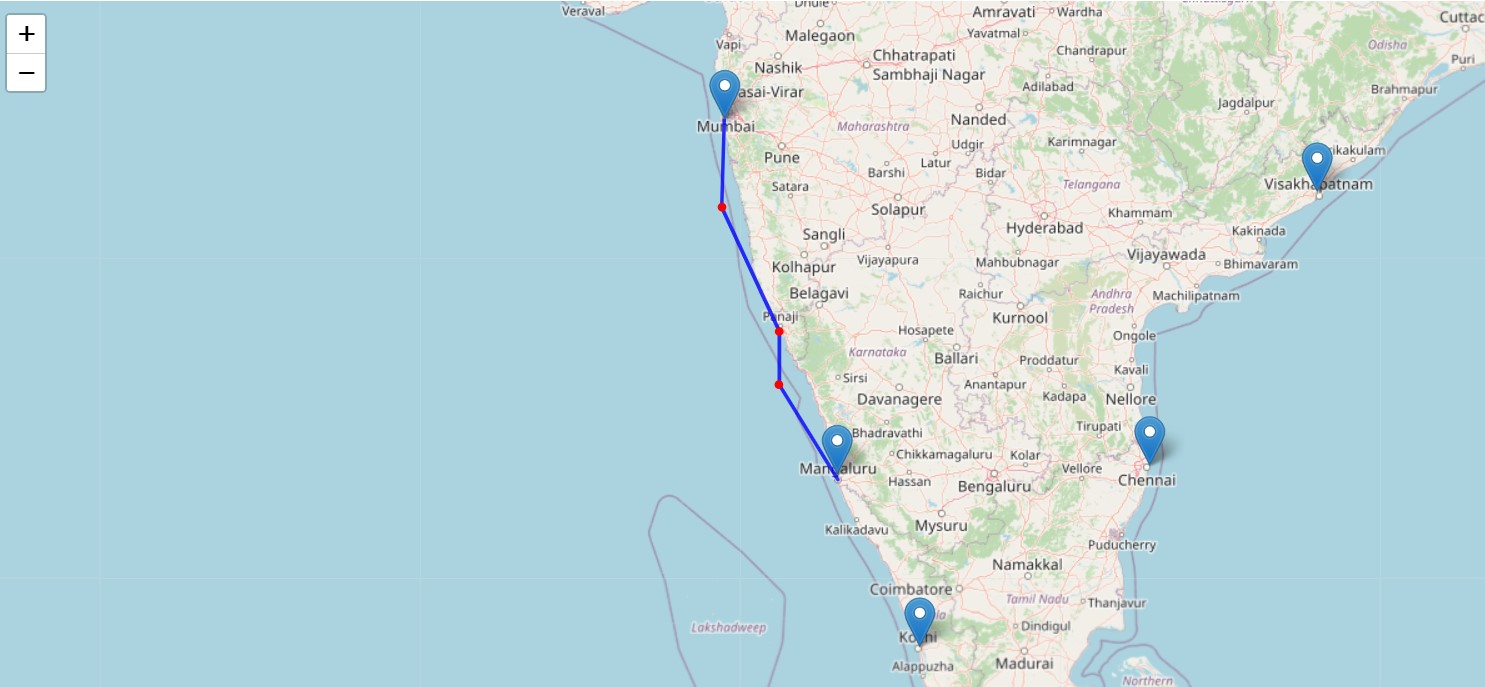 +
−
Veraval
Dhule
Amravati
Wardha
Cuttac
Vapi
Malegaon
Yavatmal
Chandrapur
Odisha
Puri
Nashik
Chhatrapati
Sambhaji Nagar
Adilabad
Brahmapur
asai-Virar
Jagdalpur
Mumbai
Maharashtra
Nanded
Karimnagar
Udgir
ikakulam
Pune
Latur
Barshi
Bidar
Satara
Telangana
Visakhapatnam
Solapur
Khammam
Hyderabad
Kakinada
Sangli
Vijayapura
Mahbubnagar
Vijayawada
Bhimavaram
Kolhapur
Belagavi
Raichur
Andhra
Pradesh
Machilipatnam
Panaji
Kurnool
Hosapete
Ongole
Karnataka
Ballari
Proddatur
Kavali
Sirsi
Anantapur
Davanagere
Kadapa
Nellore
Bhadravathi
Tirupati
Chikkamagaluru
Kolar
Mangaluru
Vellore
Hassan
Bengaluru
Chennai
Mysuru
Kalikadavu
Puducherry
Namakkal
Coimbatore
Tamil Nadu
Thanjavur
Lakshadweep
Dindigul
Kochi
Alappuzha
Madurai
Northern